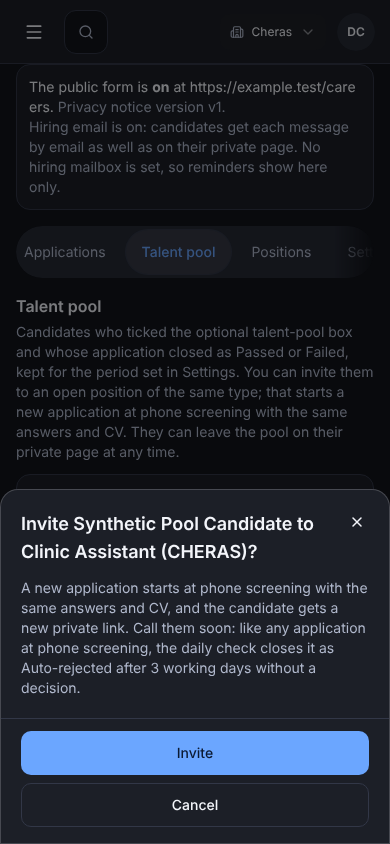 Cheras
DC
The public form is on at https://example.test/care
ers. Privacy notice version v1.
Hiring email is on: candidates get each message
by email as well as on their private page. No
hiring mailbox is set, so reminders show here
only.
Applications
Talent pool
Positions
Talent pool
Candidates who ticked the optional talent-pool box
and whose application closed as Passed or Failed,
kept for the period set in Settings. You can invite them
to an open position of the same type; that starts a
new application at phone screening with the same
answers and CV. They can leave the pool on their
private page at any time.
Invite Synthetic Pool Candidate to
Clinic Assistant (CHERAS)?
A new application starts at phone screening with the
same answers and CV, and the candidate gets a
new private link. Call them soon: like any application
at phone screening, the daily check closes it as
Auto-rejected after 3 working days without a
decision.
Invite
Cancel